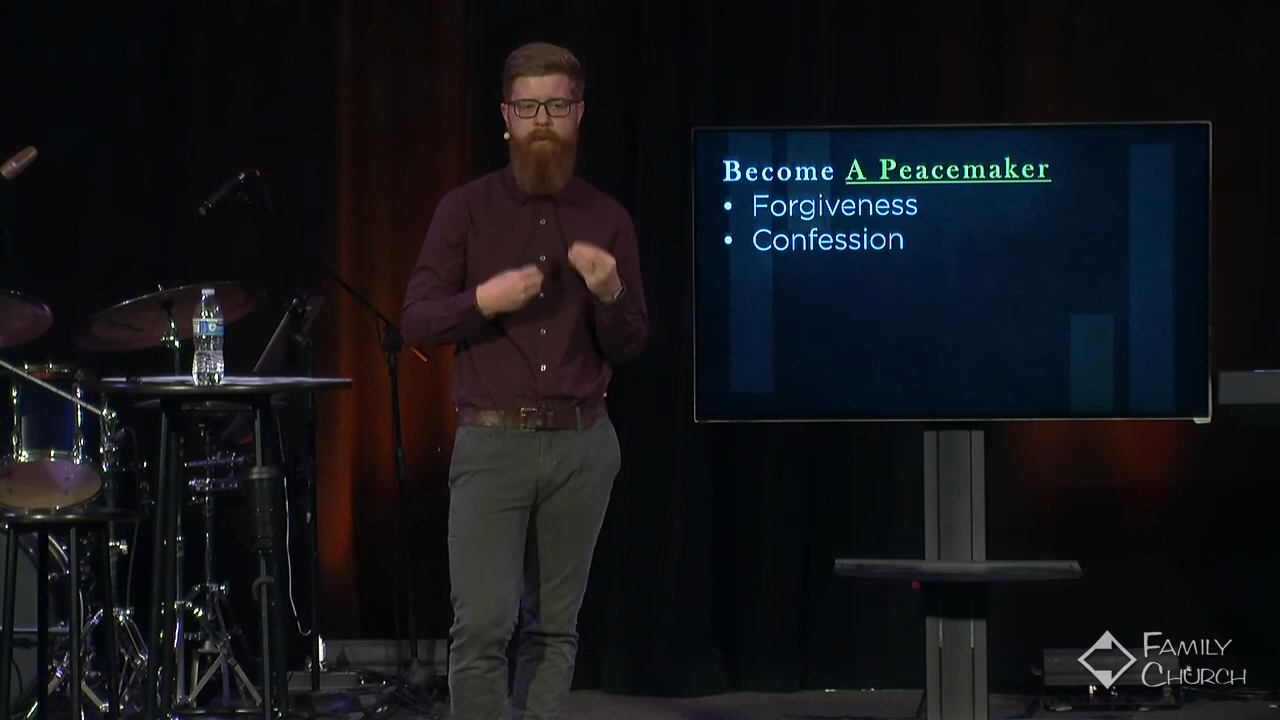 Become A Peacemaker
• Forgiveness
• Confession
Family
Church